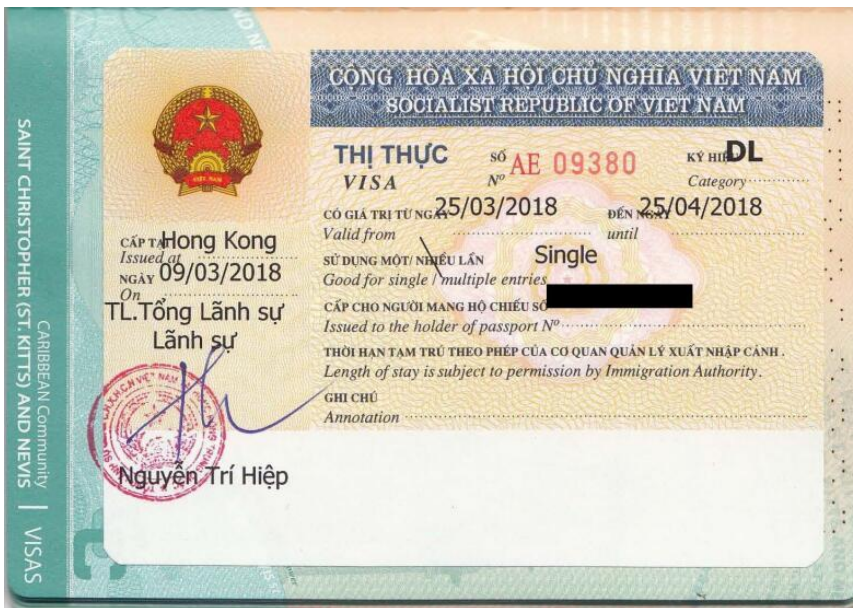 SAINT CHRISTOPHER (ST. KITTS) AND NEVIS | VISAS
CARIBBEAN Community
VIỆT NAM
CỘNG HÒA XÃ HỘI CHỦ NGHĨA VIỆT NAM
SOCIALIST REPUBLIC OF VIET NAM
THỊ THỰC SỐ AE 09380 KÝ HIỆU DL
VISA Nº Category
CÓ GIÁ TRỊ TỪ NGÀY 25/03/2018 ĐẾN NGÀY 25/04/2018
Valid from until
SỬ DỤNG MỘT/ NHIỀU LẦN Single
Good for single / multiple entries
CẤP CHO NGƯỜI MANG HỘ CHIẾU SỐ
Issued to the holder of passport Nº
THỜI HẠN TẠM TRÚ THEO PHÉP CỦA CƠ QUAN QUẢN LÝ XUẤT NHẬP CẢNH .
Length of stay is subject to permission by Immigration Authority.
GHI CHÚ
Annotation
CẤP TẠI Hong Kong
Issued at
NGÀY 09/03/2018
On
TL.Tổng Lãnh sự
Lãnh sự
Nguyễn Trí Hiệp